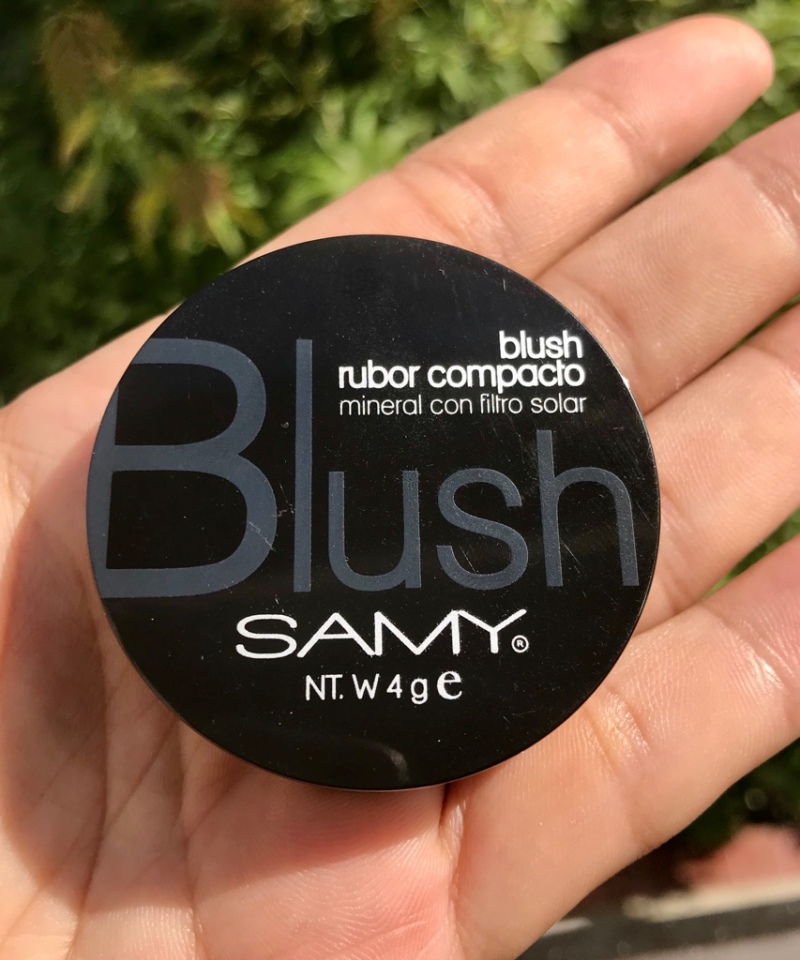 blush
rubor compacto
mineral con filtro solar
Blush
SAMY®
NT. W 4 g e